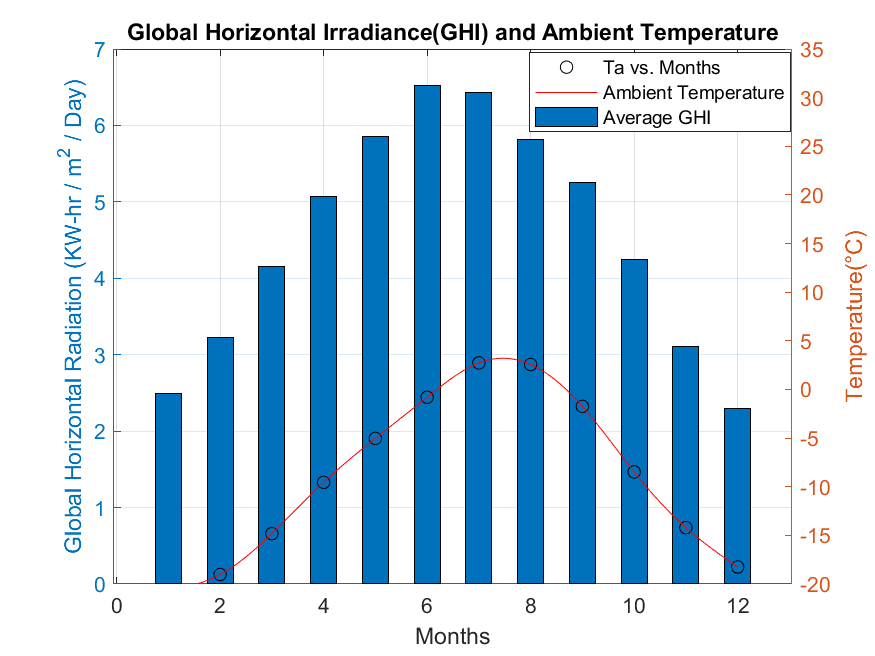 Global Horizontal Irradiance(GHI) and Ambient Temperature
Ta vs. Months
Ambient Temperature
Average GHI
Global Horizontal Radiation (KW-hr / m² / Day)
7
6
5
4
3
2
1
0
35
30
25
20
15
10
5
0
-5
-10
-15
-20
Temperature(°C)
0 2 4 6 8 10 12
Months